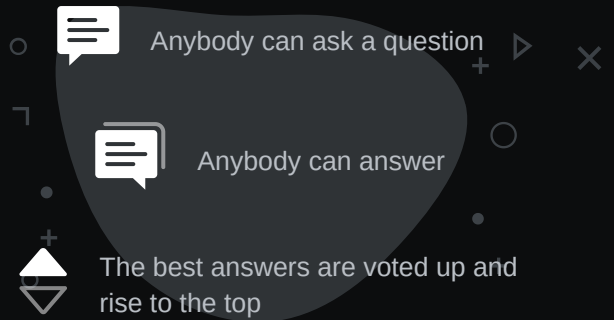 Anybody can ask a question
Anybody can answer
The best answers are voted up and
rise to the top